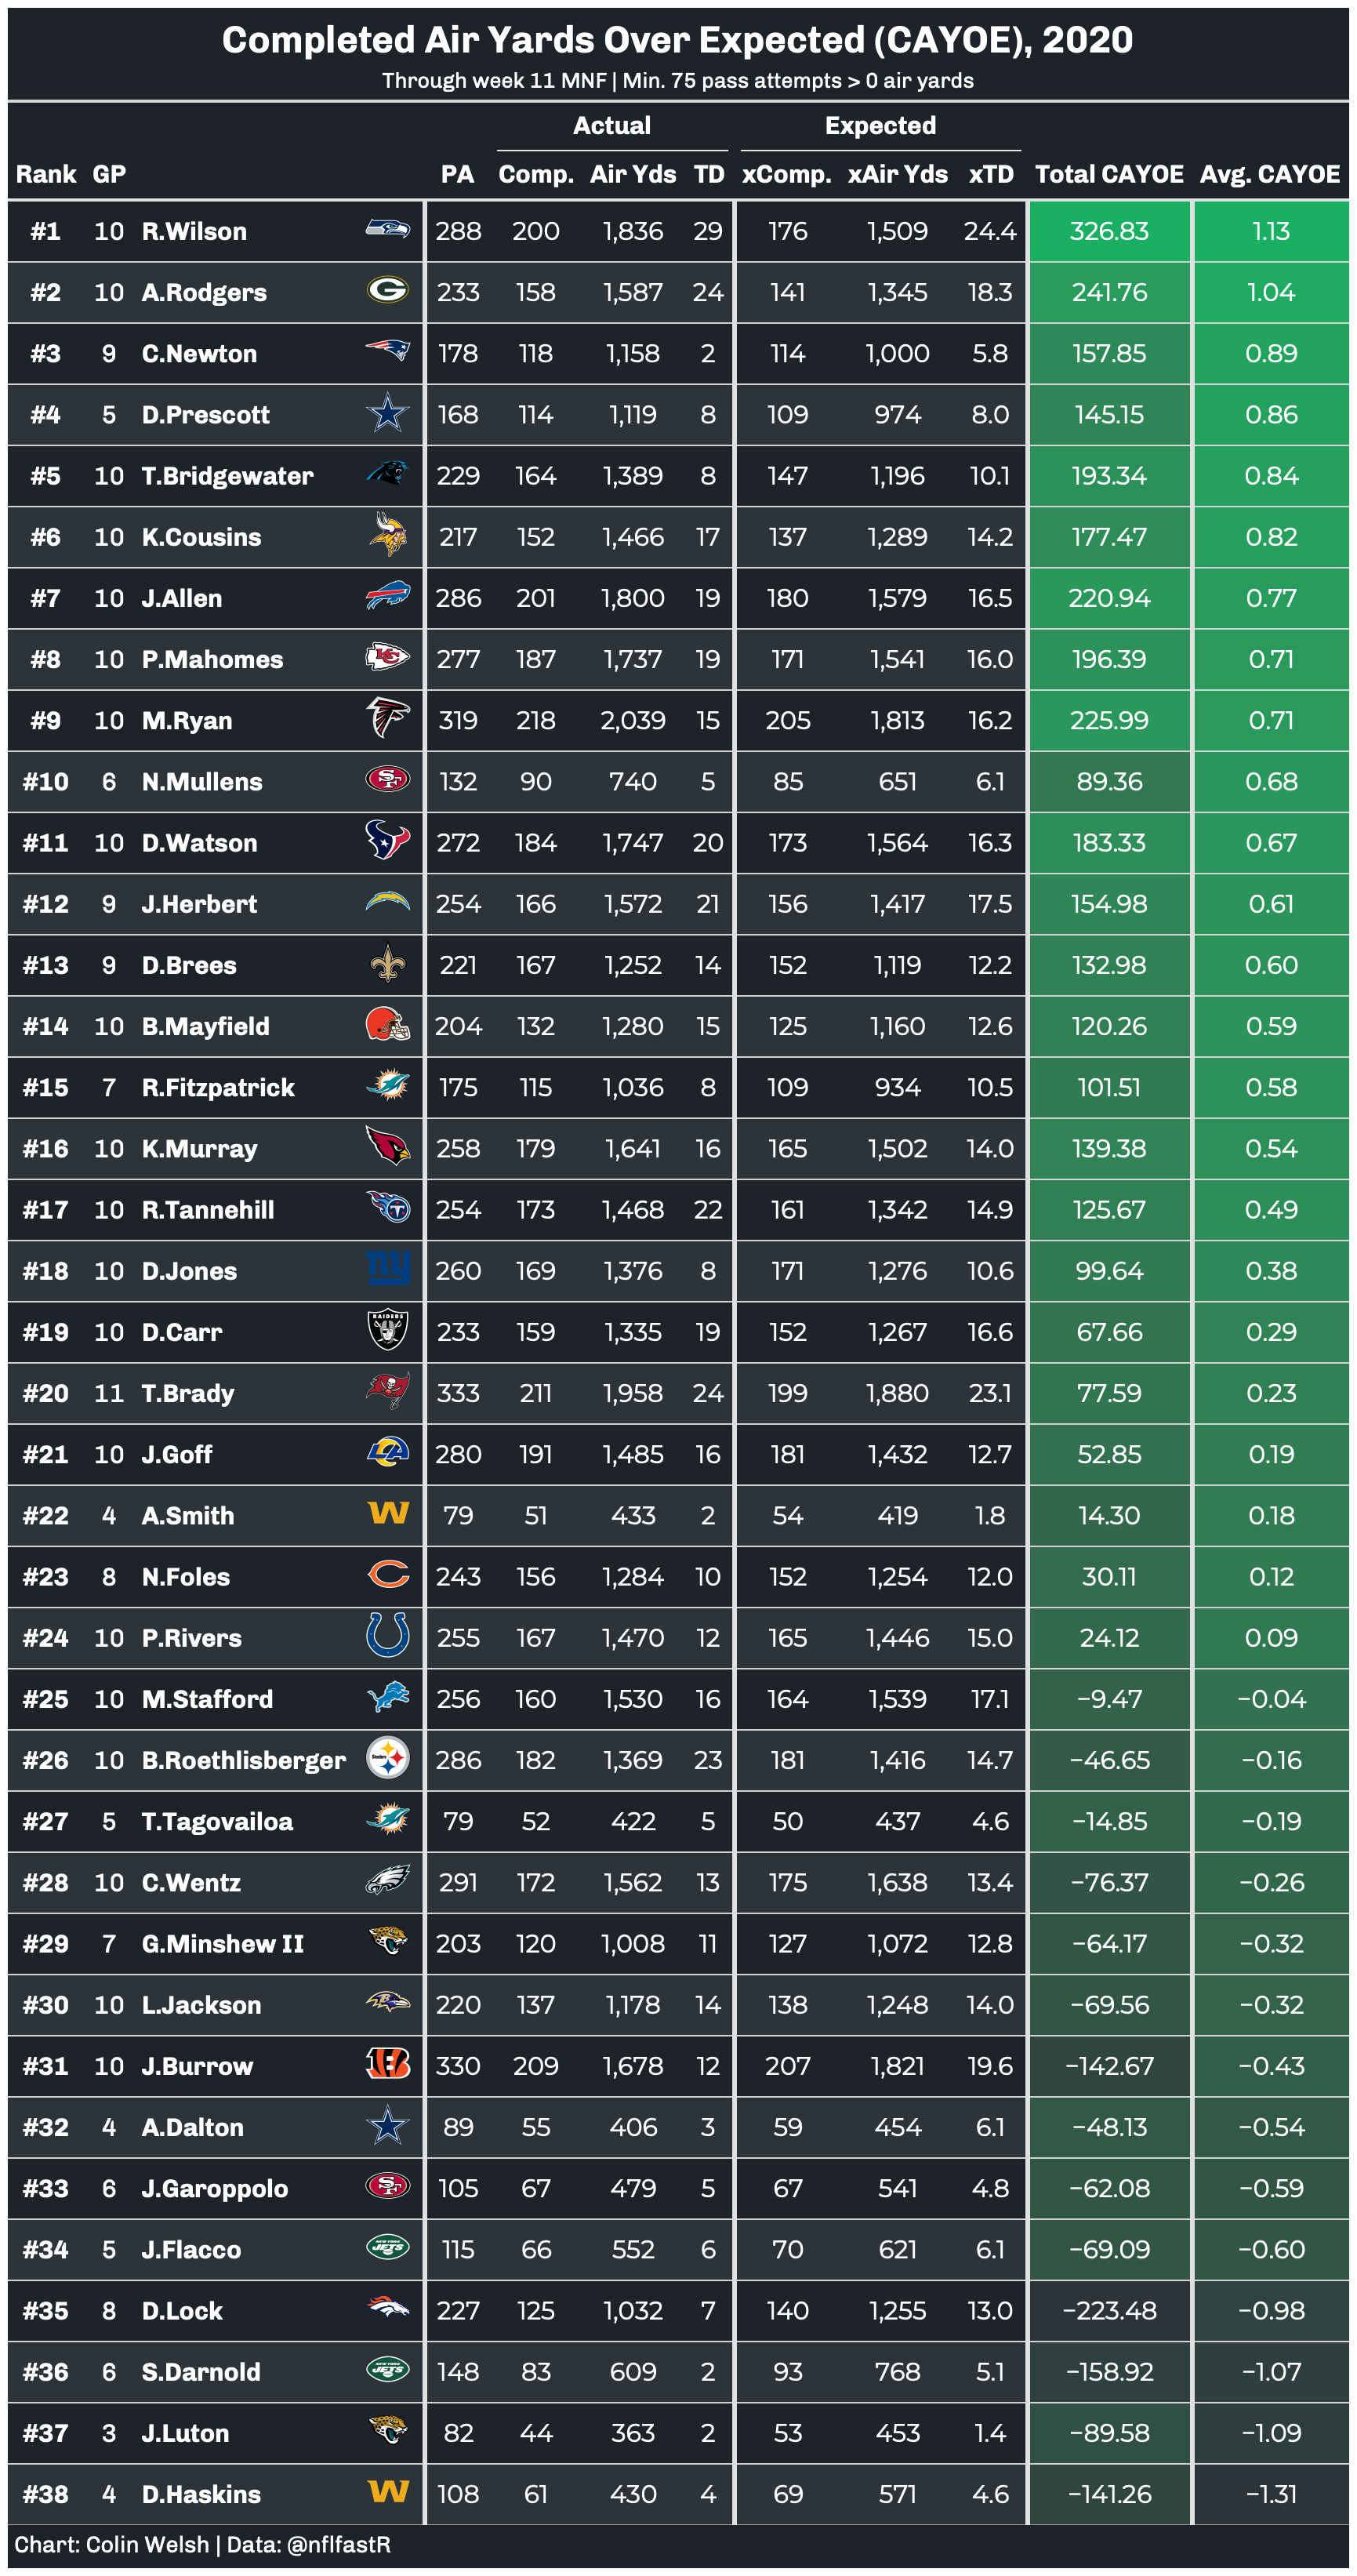 Completed Air Yards Over Expected (CAYOE), 2020
Through week 11 MNF | Min. 75 pass attempts > 0 air yards
Actual Expected
Rank GP PA Comp. Air Yds TD xComp. xAir Yds xTD Total CAYOE Avg. CAYOE
#1 10 R.Wilson 288 200 1,836 29 176 1,509 24.4 326.83 1.13
#2 10 A.Rodgers G 233 158 1,587 24 141 1,345 18.3 241.76 1.04
#3 9 C.Newton 178 118 1,158 2 114 1,000 5.8 157.85 0.89
#4 5 D.Prescott 168 114 1,119 8 109 974 8.0 145.15 0.86
#5 10 T.Bridgewater 229 164 1,389 8 147 1,196 10.1 193.34 0.84
#6 10 K.Cousins 217 152 1,466 17 137 1,289 14.2 177.47 0.82
#7 10 J.Allen 286 201 1,800 19 180 1,579 16.5 220.94 0.77
#8 10 P.Mahomes KC 277 187 1,737 19 171 1,541 16.0 196.39 0.71
#9 10 M.Ryan 319 218 2,039 15 205 1,813 16.2 225.99 0.71
#10 6 N.Mullens SF 132 90 740 5 85 651 6.1 89.36 0.68
#11 10 D.Watson 272 184 1,747 20 173 1,564 16.3 183.33 0.67
#12 9 J.Herbert 254 166 1,572 21 156 1,417 17.5 154.98 0.61
#13 9 D.Brees 221 167 1,252 14 152 1,119 12.2 132.98 0.60
#14 10 B.Mayfield 204 132 1,280 15 125 1,160 12.6 120.26 0.59
#15 7 R.Fitzpatrick 175 115 1,036 8 109 934 10.5 101.51 0.58
#16 10 K.Murray 258 179 1,641 16 165 1,502 14.0 139.38 0.54
#17 10 R.Tannehill T 254 173 1,468 22 161 1,342 14.9 125.67 0.49
#18 10 D.Jones ny 260 169 1,376 8 171 1,276 10.6 99.64 0.38
#19 10 D.Carr RAIDERS 233 159 1,335 19 152 1,267 16.6 67.66 0.29
#20 11 T.Brady 333 211 1,958 24 199 1,880 23.1 77.59 0.23
#21 10 J.Goff LA 280 191 1,485 16 181 1,432 12.7 52.85 0.19
#22 4 A.Smith W 79 51 433 2 54 419 1.8 14.30 0.18
#23 8 N.Foles C 243 156 1,284 10 152 1,254 12.0 30.11 0.12
#24 10 P.Rivers 255 167 1,470 12 165 1,446 15.0 24.12 0.09
#25 10 M.Stafford 256 160 1,530 16 164 1,539 17.1 −9.47 −0.04
#26 10 B.Roethlisberger Steelers 286 182 1,369 23 181 1,416 14.7 −46.65 −0.16
#27 5 T.Tagovailoa 79 52 422 5 50 437 4.6 −14.85 −0.19
#28 10 C.Wentz 291 172 1,562 13 175 1,638 13.4 −76.37 −0.26
#29 7 G.Minshew II 203 120 1,008 11 127 1,072 12.8 −64.17 −0.32
#30 10 L.Jackson B 220 137 1,178 14 138 1,248 14.0 −69.56 −0.32
#31 10 J.Burrow B 330 209 1,678 12 207 1,821 19.6 −142.67 −0.43
#32 4 A.Dalton 89 55 406 3 59 454 6.1 −48.13 −0.54
#33 6 J.Garoppolo SF 105 67 479 5 67 541 4.8 −62.08 −0.59
#34 5 J.Flacco NEW YORK JETS 115 66 552 6 70 621 6.1 −69.09 −0.60
#35 8 D.Lock 227 125 1,032 7 140 1,255 13.0 −223.48 −0.98
#36 6 S.Darnold NEW YORK JETS 148 83 609 2 93 768 5.1 −158.92 −1.07
#37 3 J.Luton 82 44 363 2 53 453 1.4 −89.58 −1.09
#38 4 D.Haskins W 108 61 430 4 69 571 4.6 −141.26 −1.31
Chart: Colin Welsh | Data: @nflfastR